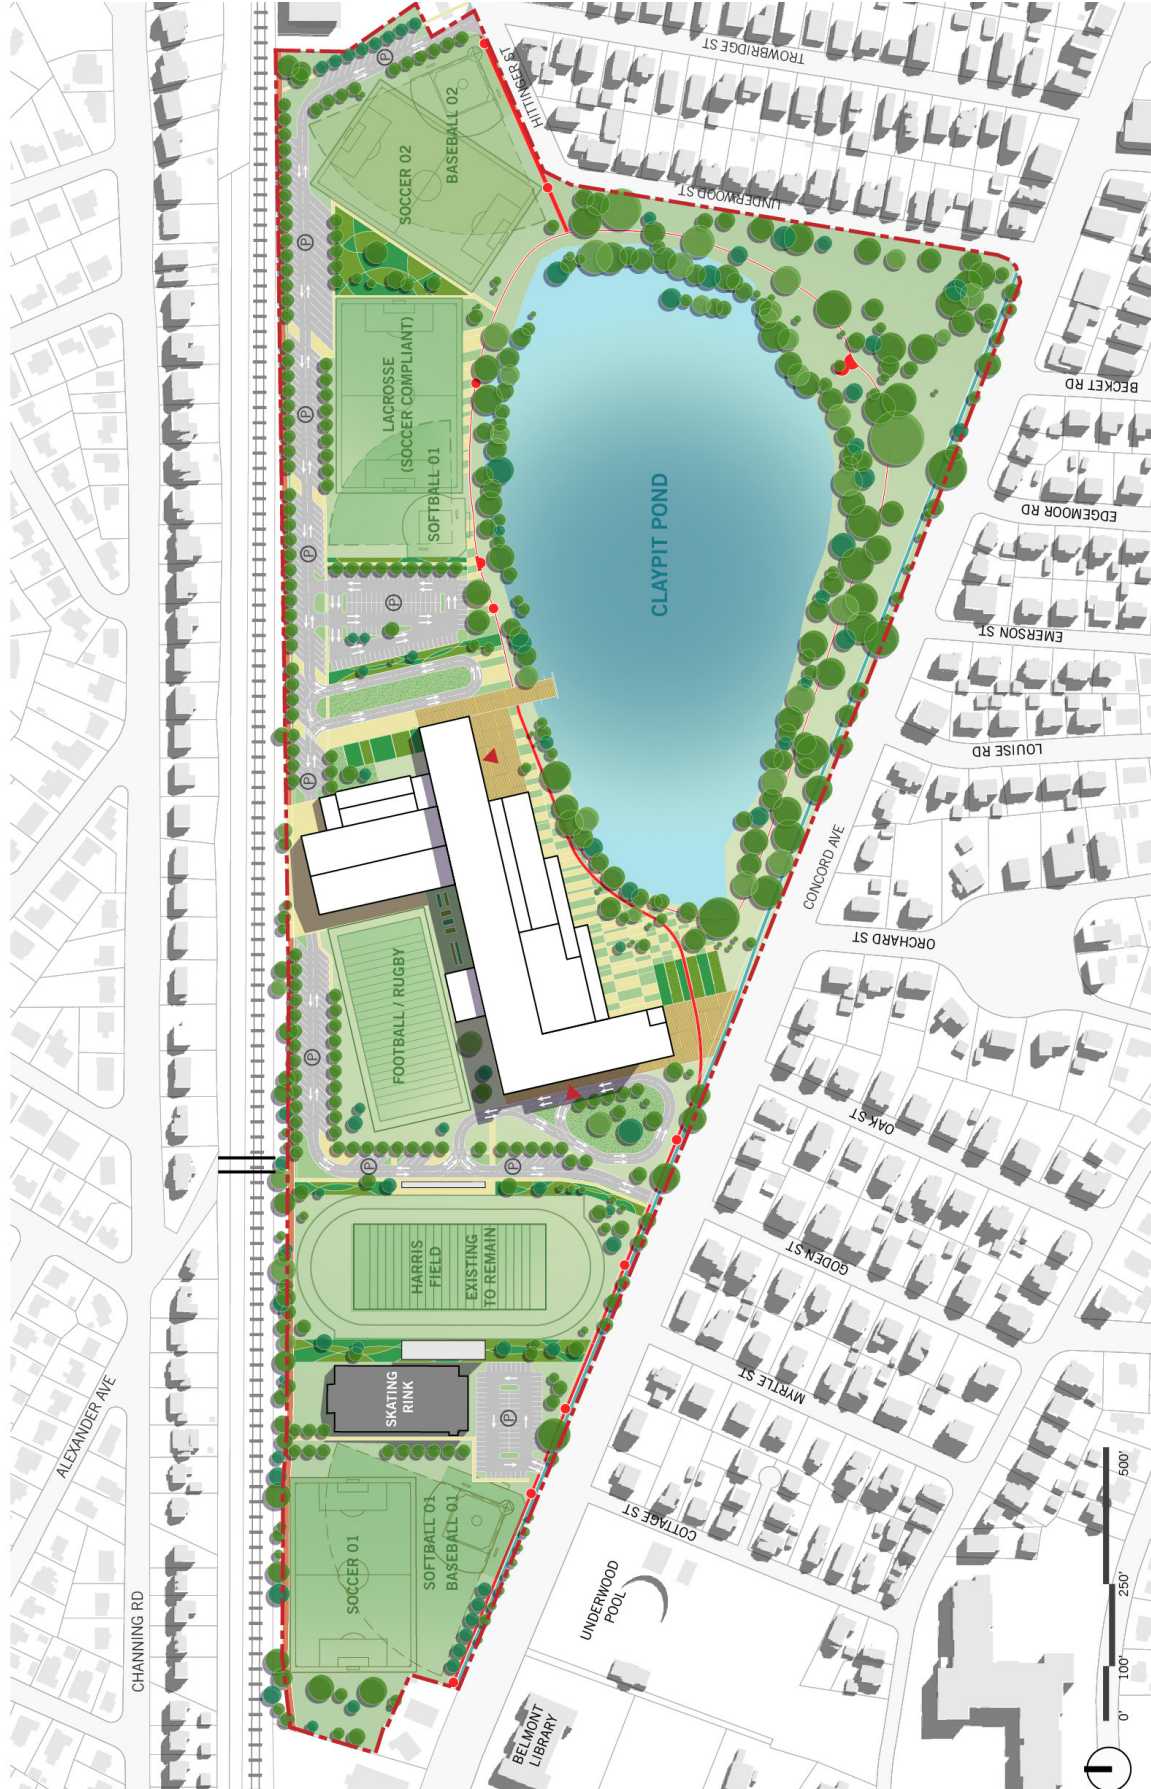 TROWBRIDGE ST
HITTINGER ST
UNDERWOOD ST
BECKET RD
EDGEMOOR RD
EMERSON ST
LOUISE RD
CONCORD AVE
ORCHARD ST
OAK ST
GODEN ST
MYRTLE ST
COTTAGE ST
ALEXANDER AVE
CHANNING RD
P
SOCCER 02
BASEBALL 02
P
P
LACROSSE
(SOCCER COMPLIANT)
SOFTBALL 01
P
P
CLAYPIT POND
P
FOOTBALL / RUGBY
P
P
P
HARRIS
FIELD
EXISTING
TO REMAIN
SKATING
RINK
P
SOCCER 01
SOFTBALL 01
BASEBALL 01
UNDERWOOD
POOL
BELMONT
LIBRARY
0'
100'
250'
500'